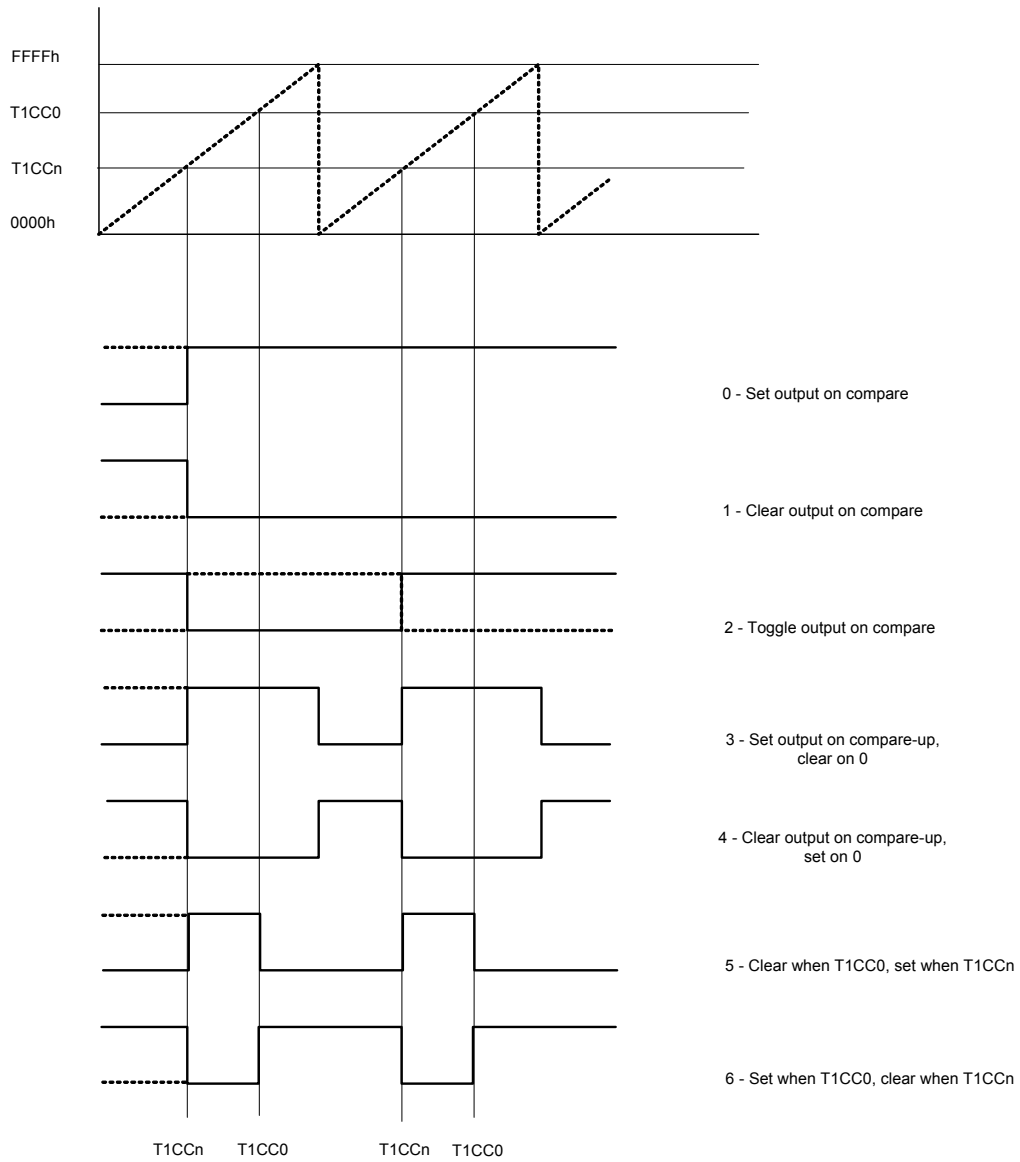 FFFFh
T1CC0
T1CCn
0000h
0 - Set output on compare
1 - Clear output on compare
2 - Toggle output on compare
3 - Set output on compare-up,
clear on 0
4 - Clear output on compare-up,
set on 0
5 - Clear when T1CC0, set when T1CCn
6 - Set when T1CC0, clear when T1CCn
T1CCn T1CC0 T1CCn T1CC0